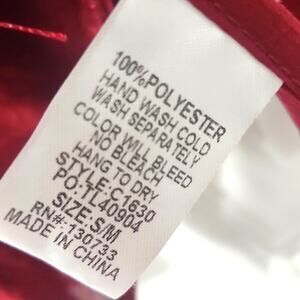 100%POLYESTER
HAND WASH COLD
WASH SEPARATELY
COLOR WILL BLEED
NO BLEACH
HANG TO DRY
STYLE: C1630
PO:TL40904
SIZE:S/M
RN#:130733
MADE IN CHINA